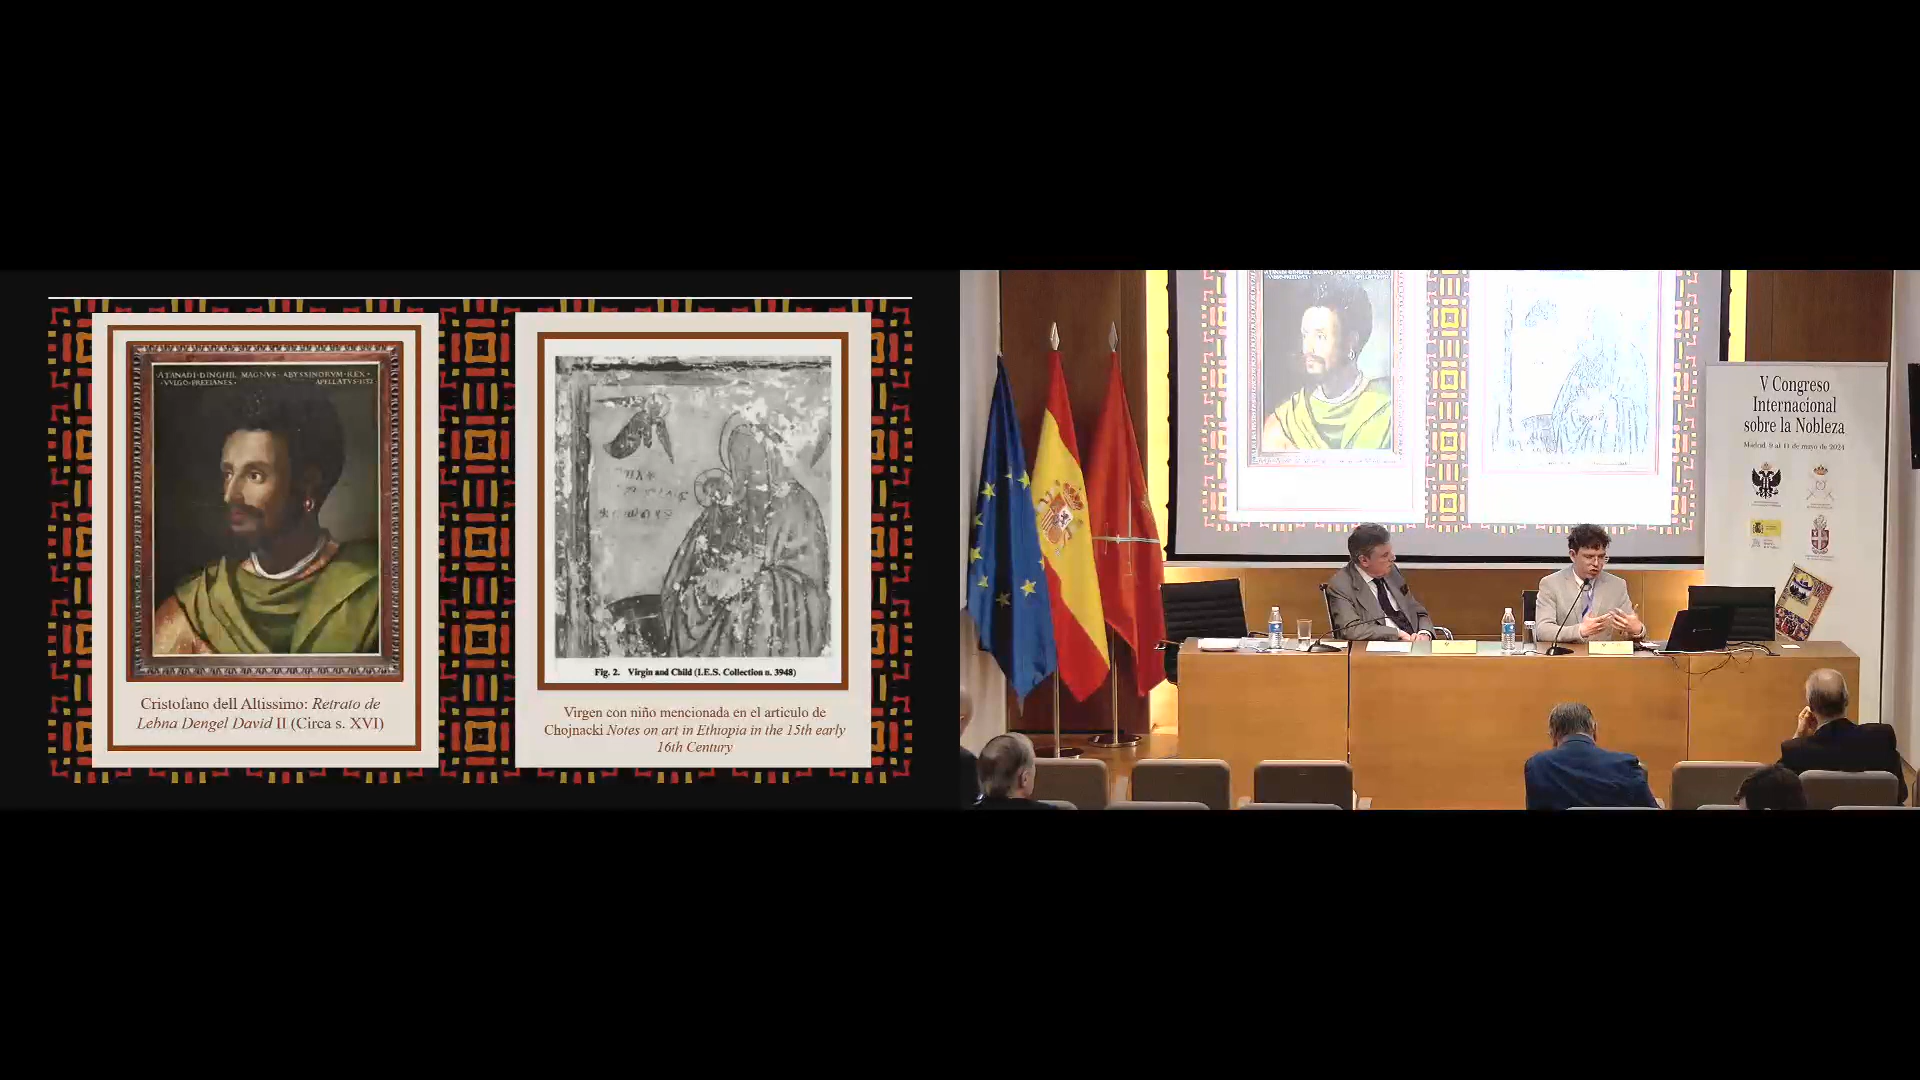 ·ATANADI·DINGHIL MAGNVS· ABYSSINORVM·REX·
·VVLGO·PREEIANES· APELLATVS·1532
Cristofano dell Altissimo: Retrato de
Lebna Dengel David II (Circa s. XVI)
Fig. 2. Virgin and Child (I.E.S. Collection n. 3948)
Virgen con niño mencionada en el articulo de
Chojnacki Notes on art in Ethiopia in the 15th early
16th Century
V Congreso
Internacional
sobre la Nobleza
Madrid, 9 al 11 de mayo de 2024